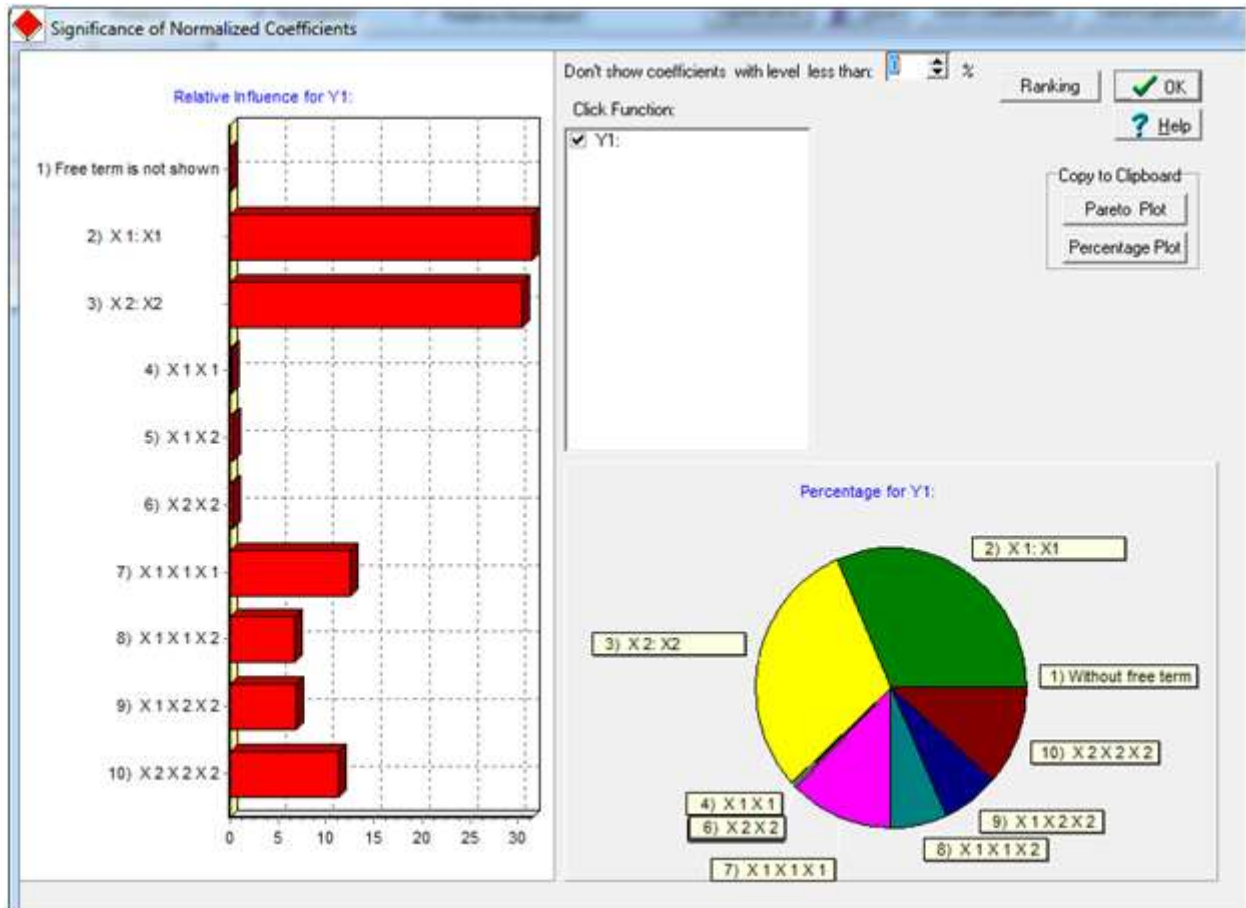 Significance of Normalized Coefficients
Relative Influence for Y1:
1) Free term is not shown
2) X 1: X1
3) X 2: X2
4) X 1 X 1
5) X 1 X 2
6) X 2 X 2
7) X 1 X 1 X 1
8) X 1 X 1 X 2
9) X 1 X 2 X 2
10) X 2 X 2 X 2
0 5 10 15 20 25 30
Don't show coefficients with level less than: 0 %
Click Function:
Y1:
Ranking
OK
Help
Copy to Clipboard
Pareto Plot
Percentage Plot
Percentage for Y1:
2) X 1: X1
3) X 2: X2
1) Without free term
10) X 2 X 2 X 2
4) X 1 X 1
9) X 1 X 2 X 2
6) X 2 X 2
8) X 1 X 1 X 2
7) X 1 X 1 X 1